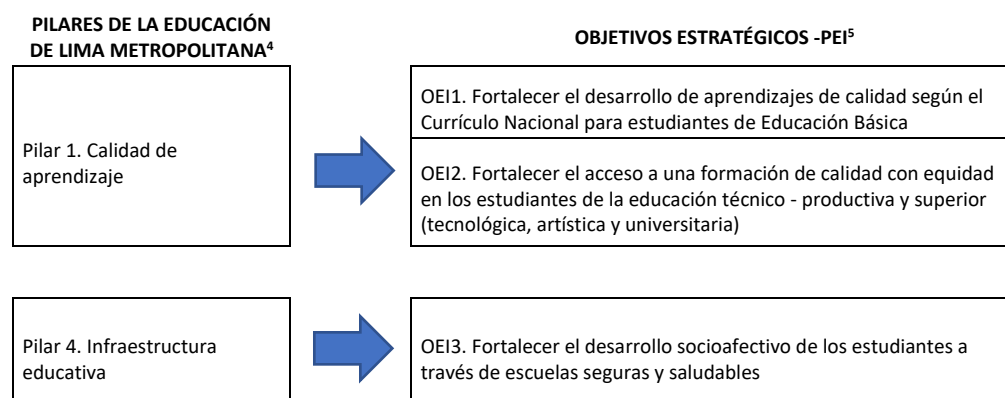 PILARES DE LA EDUCACIÓN
DE LIMA METROPOLITANA⁴
OBJETIVOS ESTRATÉGICOS -PEI⁵
Pilar 1. Calidad de
aprendizaje
OEI1. Fortalecer el desarrollo de aprendizajes de calidad según el
Currículo Nacional para estudiantes de Educación Básica
OEI2. Fortalecer el acceso a una formación de calidad con equidad
en los estudiantes de la educación técnico - productiva y superior
(tecnológica, artística y universitaria)
Pilar 4. Infraestructura
educativa
OEI3. Fortalecer el desarrollo socioafectivo de los estudiantes a
través de escuelas seguras y saludables